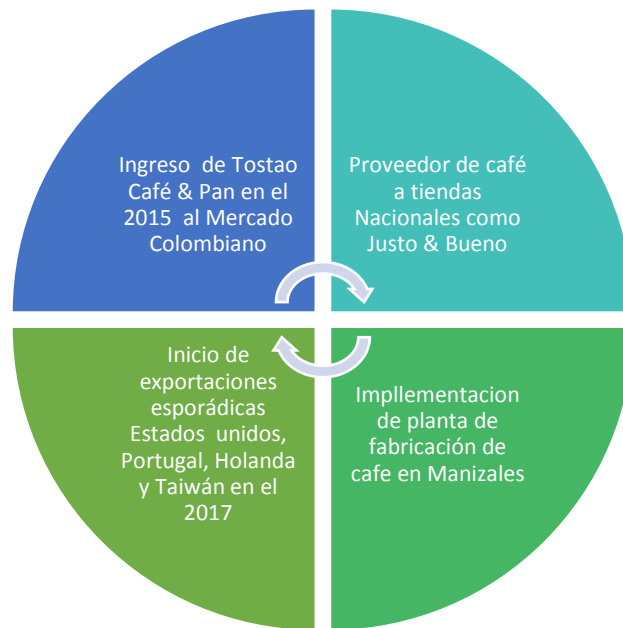 Ingreso de Tostao
Café & Pan en el
2015 al Mercado
Colombiano
Proveedor de café
a tiendas
Nacionales como
Justo & Bueno
Impllementacion
de planta de
fabricación de
cafe en Manizales
Inicio de
exportaciones
esporádicas
Estados unidos,
Portugal, Holanda
y Taiwán en el
2017